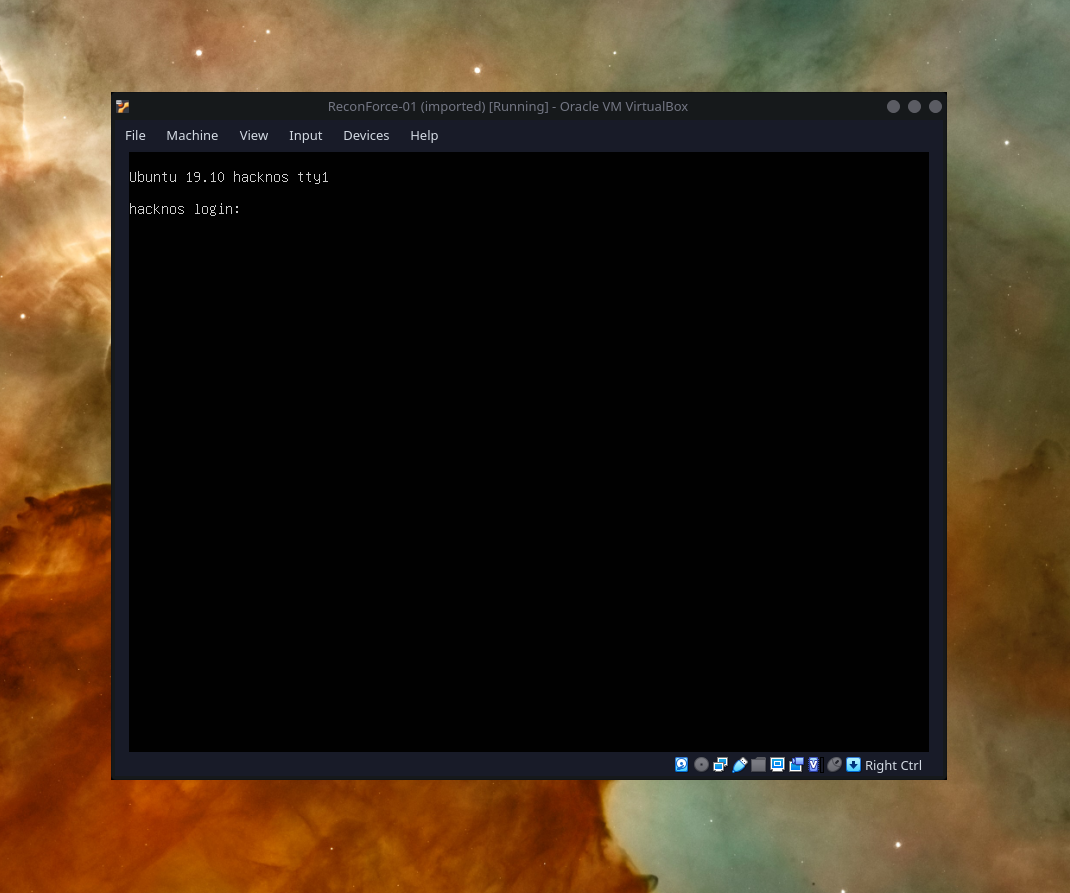 ReconForce-01 (imported) [Running] - Oracle VM VirtualBox
File Machine View Input Devices Help
Ubuntu 19.10 hacknos tty1
hacknos login:
Right Ctrl